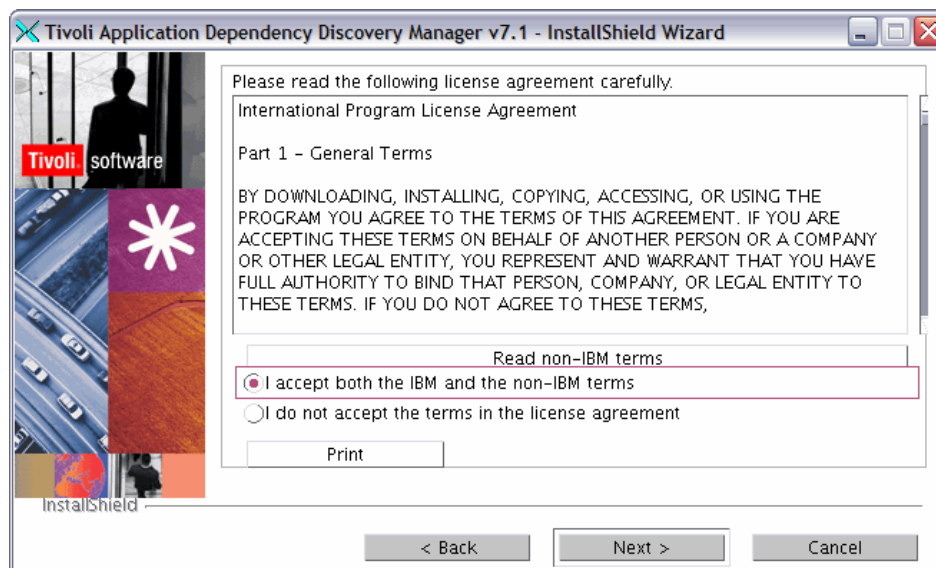 Tivoli Application Dependency Discovery Manager v7.1 - InstallShield Wizard
Please read the following license agreement carefully.
International Program License Agreement
Part 1 - General Terms
BY DOWNLOADING, INSTALLING, COPYING, ACCESSING, OR USING THE
PROGRAM YOU AGREE TO THE TERMS OF THIS AGREEMENT. IF YOU ARE
ACCEPTING THESE TERMS ON BEHALF OF ANOTHER PERSON OR A COMPANY
OR OTHER LEGAL ENTITY, YOU REPRESENT AND WARRANT THAT YOU HAVE
FULL AUTHORITY TO BIND THAT PERSON, COMPANY, OR LEGAL ENTITY TO
THESE TERMS. IF YOU DO NOT AGREE TO THESE TERMS,
Tivoli. software
Read non-IBM terms
I accept both the IBM and the non-IBM terms
I do not accept the terms in the license agreement
Print
InstallShield
< Back
Next >
Cancel